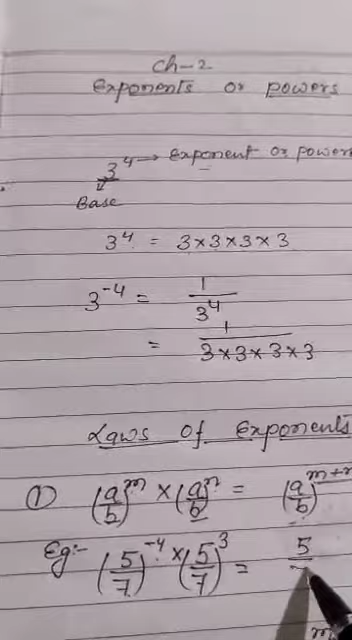 Ch-2
Exponents or powers
3⁴ → Exponent or powers
Base
3⁴ = 3×3×3×3
3⁻⁴ = 1/3⁴
= 1/3×3×3×3
Laws of Exponents
① (a/b)ᵐ × (a/b)ⁿ = (a/b)ᵐ⁺ⁿ
Eg:- (5/7)⁻⁴ × (5/7)³ = 5/